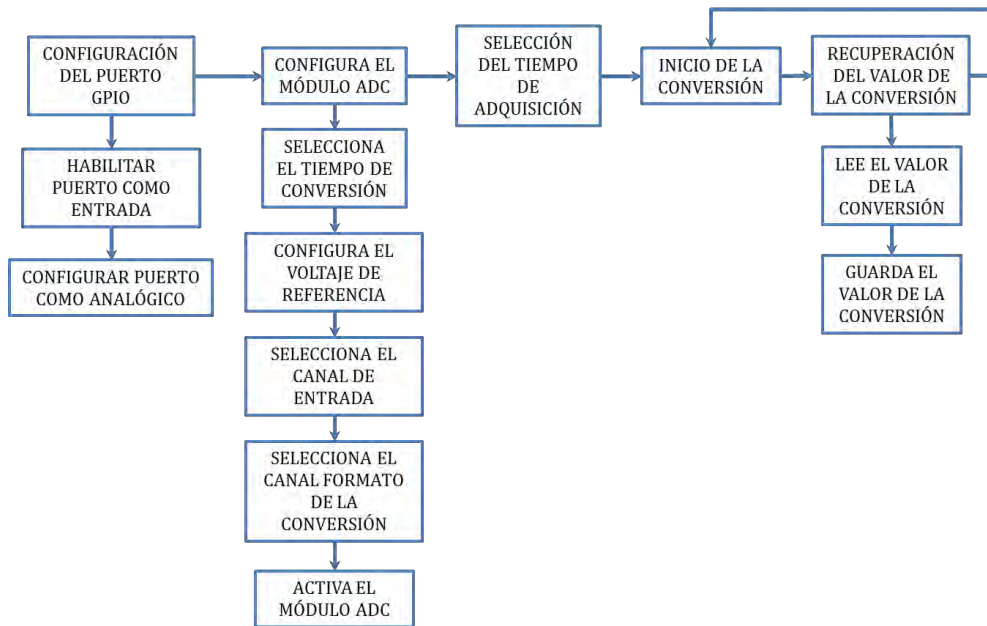 CONFIGURACIÓN
DEL PUERTO
GPIO
HABILITAR
PUERTO COMO
ENTRADA
CONFIGURAR PUERTO
COMO ANALÓGICO
CONFIGURA EL
MÓDULO ADC
SELECCIONA
EL TIEMPO DE
CONVERSIÓN
CONFIGURA EL
VOLTAJE DE
REFERENCIA
SELECCIONA EL
CANAL DE
ENTRADA
SELECCIONA EL
CANAL FORMATO
DE LA
CONVERSIÓN
ACTIVA EL
MÓDULO ADC
SELECCIÓN
DEL TIEMPO
DE
ADQUISICIÓN
INICIO DE LA
CONVERSIÓN
RECUPERACIÓN
DEL VALOR DE
LA CONVERSIÓN
LEE EL VALOR
DE LA
CONVERSIÓN
GUARDA EL
VALOR DE LA
CONVERSIÓN